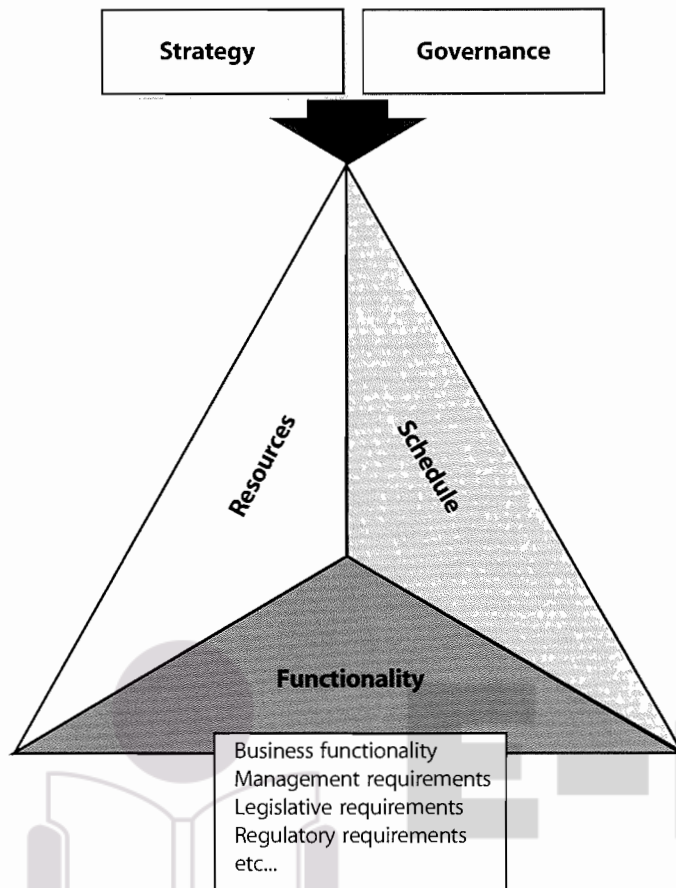 Strategy
Governance
Resources
Schedule
Functionality
Business functionality
Management requirements
Legislative requirements
Regulatory requirements
etc...